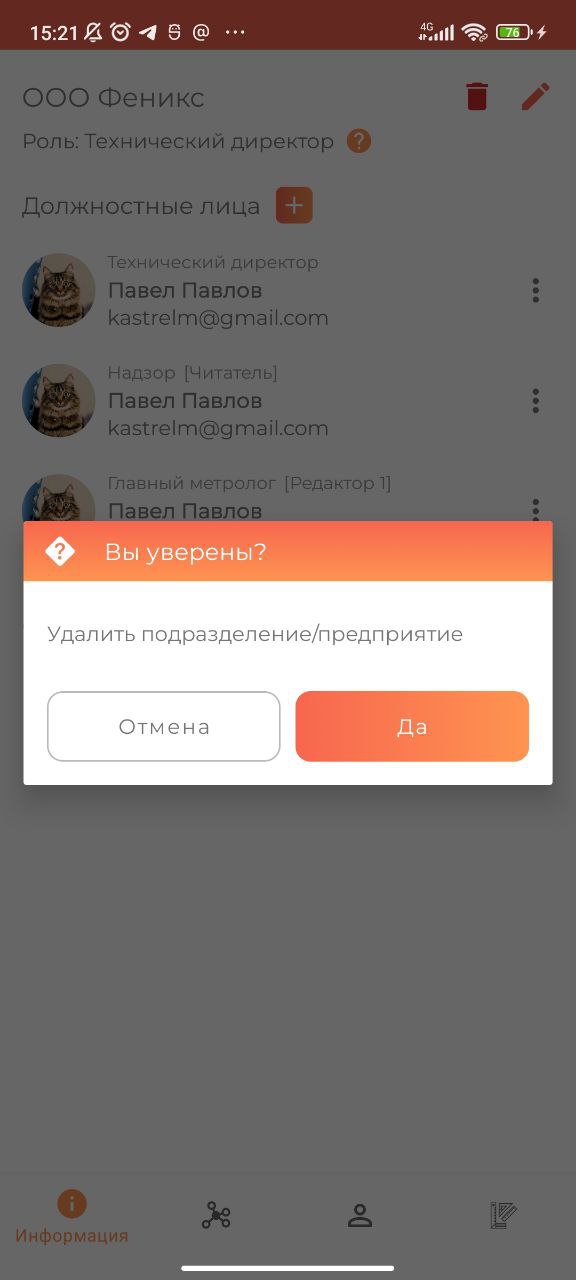 15:21 @ ... 4G 76
ООО Феникс
Роль: Технический директор ?
Должностные лица +
Технический директор
Павел Павлов
kastrelm@gmail.com
Надзор [Читатель]
Павел Павлов
kastrelm@gmail.com
Главный метролог [Редактор 1]
Павел Павлов
Вы уверены?
Удалить подразделение/предприятие
Отмена Да
Информация